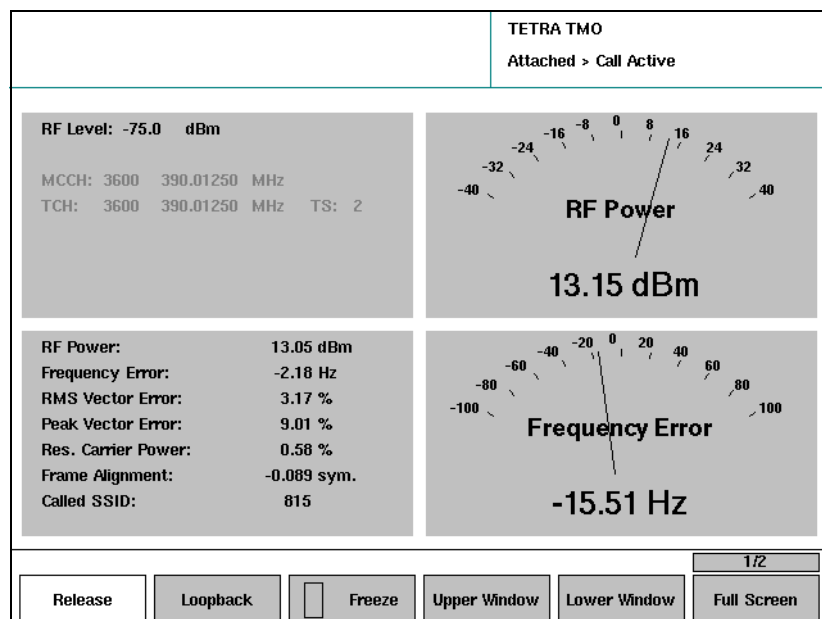 TETRA TMO
Attached > Call Active
RF Level: -75.0 dBm
MCCH: 3600 390.01250 MHz
TCH: 3600 390.01250 MHz TS: 2
-40 -32 -24 -16 -8 0 8 16 24 32 40
RF Power
13.15 dBm
RF Power: 13.05 dBm
Frequency Error: -2.18 Hz
RMS Vector Error: 3.17 %
Peak Vector Error: 9.01 %
Res. Carrier Power: 0.58 %
Frame Alignment: -0.089 sym.
Called SSID: 815
-100 -80 -60 -40 -20 0 20 40 60 80 100
Frequency Error
-15.51 Hz
1/2
Release Loopback Freeze Upper Window Lower Window Full Screen